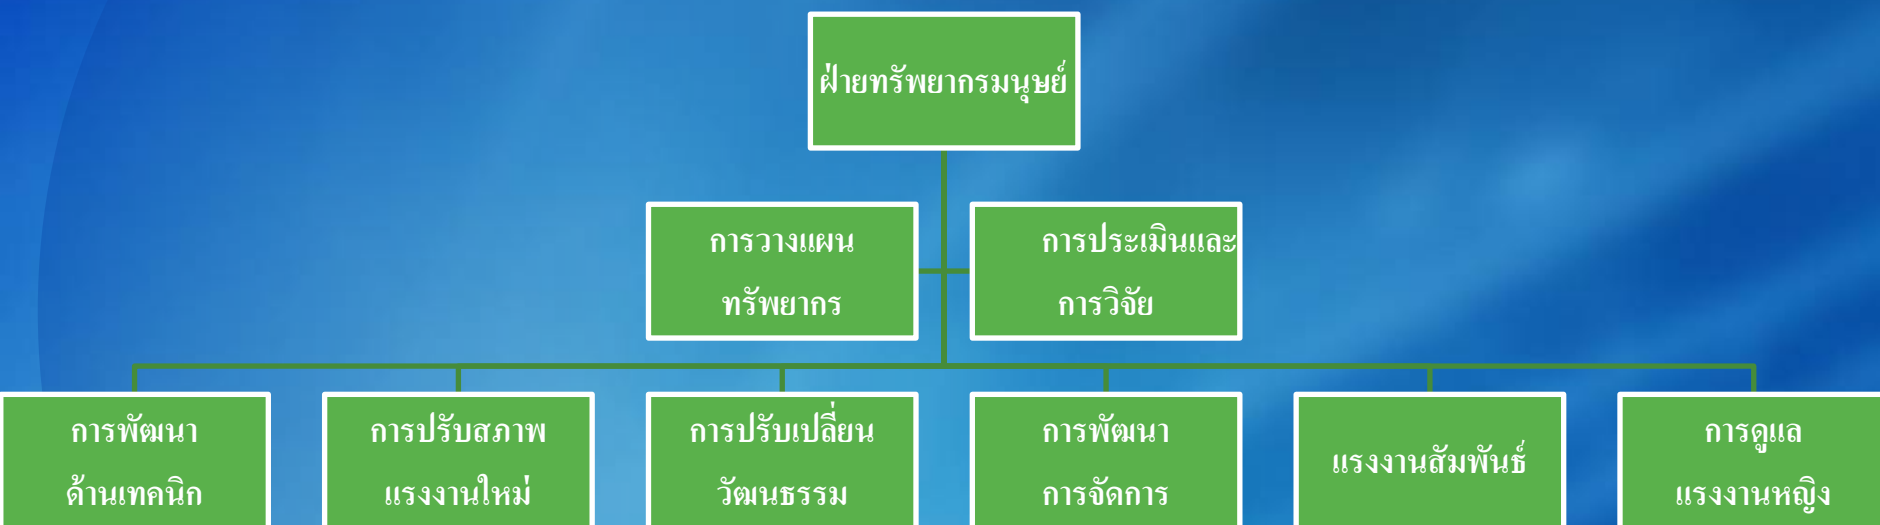 ฝ่ายทรัพยากรมนุษย์
การวางแผน
ทรัพยากร
การประเมินและ
การวิจัย
การพัฒนา
ด้านเทคนิก
การปรับสภาพ
แรงงานใหม่
การปรับเปลี่ยน
วัฒนธรรม
การพัฒนา
การจัดการ
แรงงานสัมพันธ์
การดูแล
แรงงานหญิง